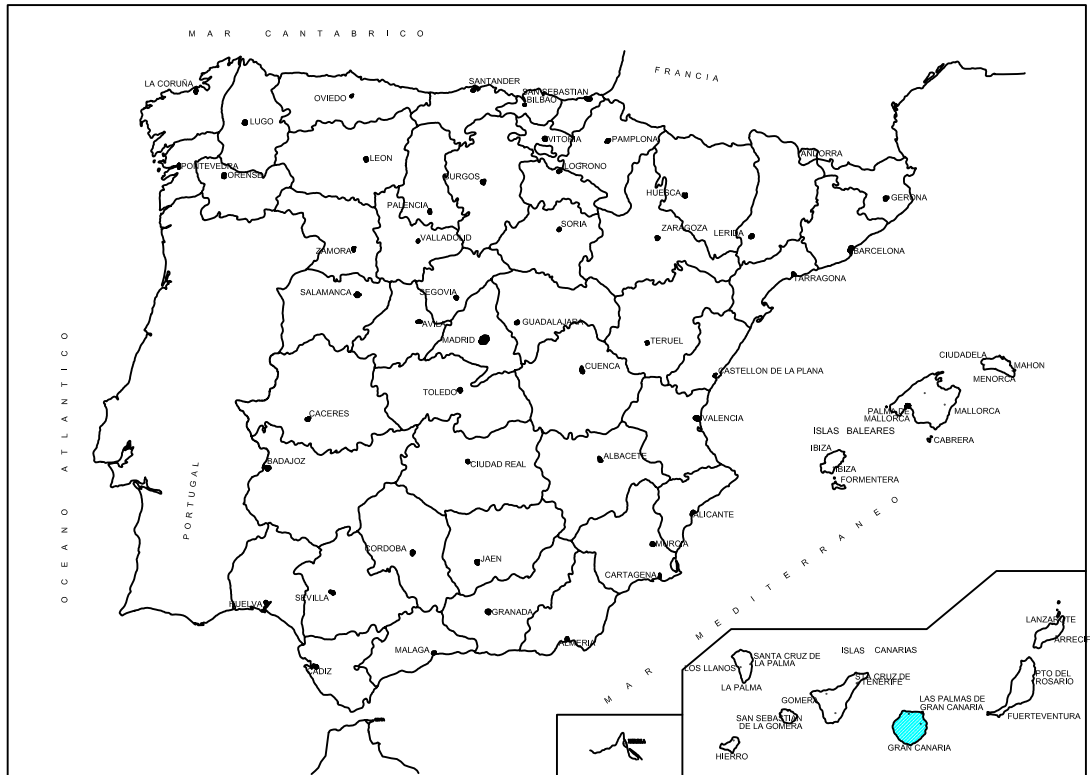 MAR CANTABRICO
FRANCIA
LA CORUÑA
OVIEDO
SANTANDER
SAN SEBASTIAN
BILBAO
LUGO
VITORIA
PAMPLONA
ANDORRA
PONTEVEDRA
ORENSE
LEON
BURGOS
LOGROÑO
HUESCA
GERONA
PALENCIA
SORIA
ZARAGOZA
LERIDA
VALLADOLID
ZAMORA
BARCELONA
TARRAGONA
SALAMANCA
SEGOVIA
AVILA
GUADALAJARA
MADRID
TERUEL
CUENCA
CASTELLON DE LA PLANA
TOLEDO
CACERES
VALENCIA
CIUDADELA
MAHON
MENORCA
PALMA DE
MALLORCA
MALLORCA
ISLAS BALEARES
CABRERA
IBIZA
IBIZA
FORMENTERA
OCEANO ATLANTICO
PORTUGAL
BADAJOZ
CIUDAD REAL
ALBACETE
ALICANTE
CORDOBA
JAEN
MURCIA
CARTAGENA
HUELVA
SEVILLA
GRANADA
ALMERIA
MALAGA
CADIZ
MAR MEDITERRANEO
ISLAS CANARIAS
LANZAROTE
ARRECIF
SANTA CRUZ DE
LA PALMA
LOS LLANOS
LA PALMA
STA CRUZ DE
TENERIFE
GOMERA
PTO DEL
ROSARIO
SAN SEBASTIAN
DE LA GOMERA
LAS PALMAS DE
GRAN CANARIA
FUERTEVENTURA
HIERRO
GRAN CANARIA